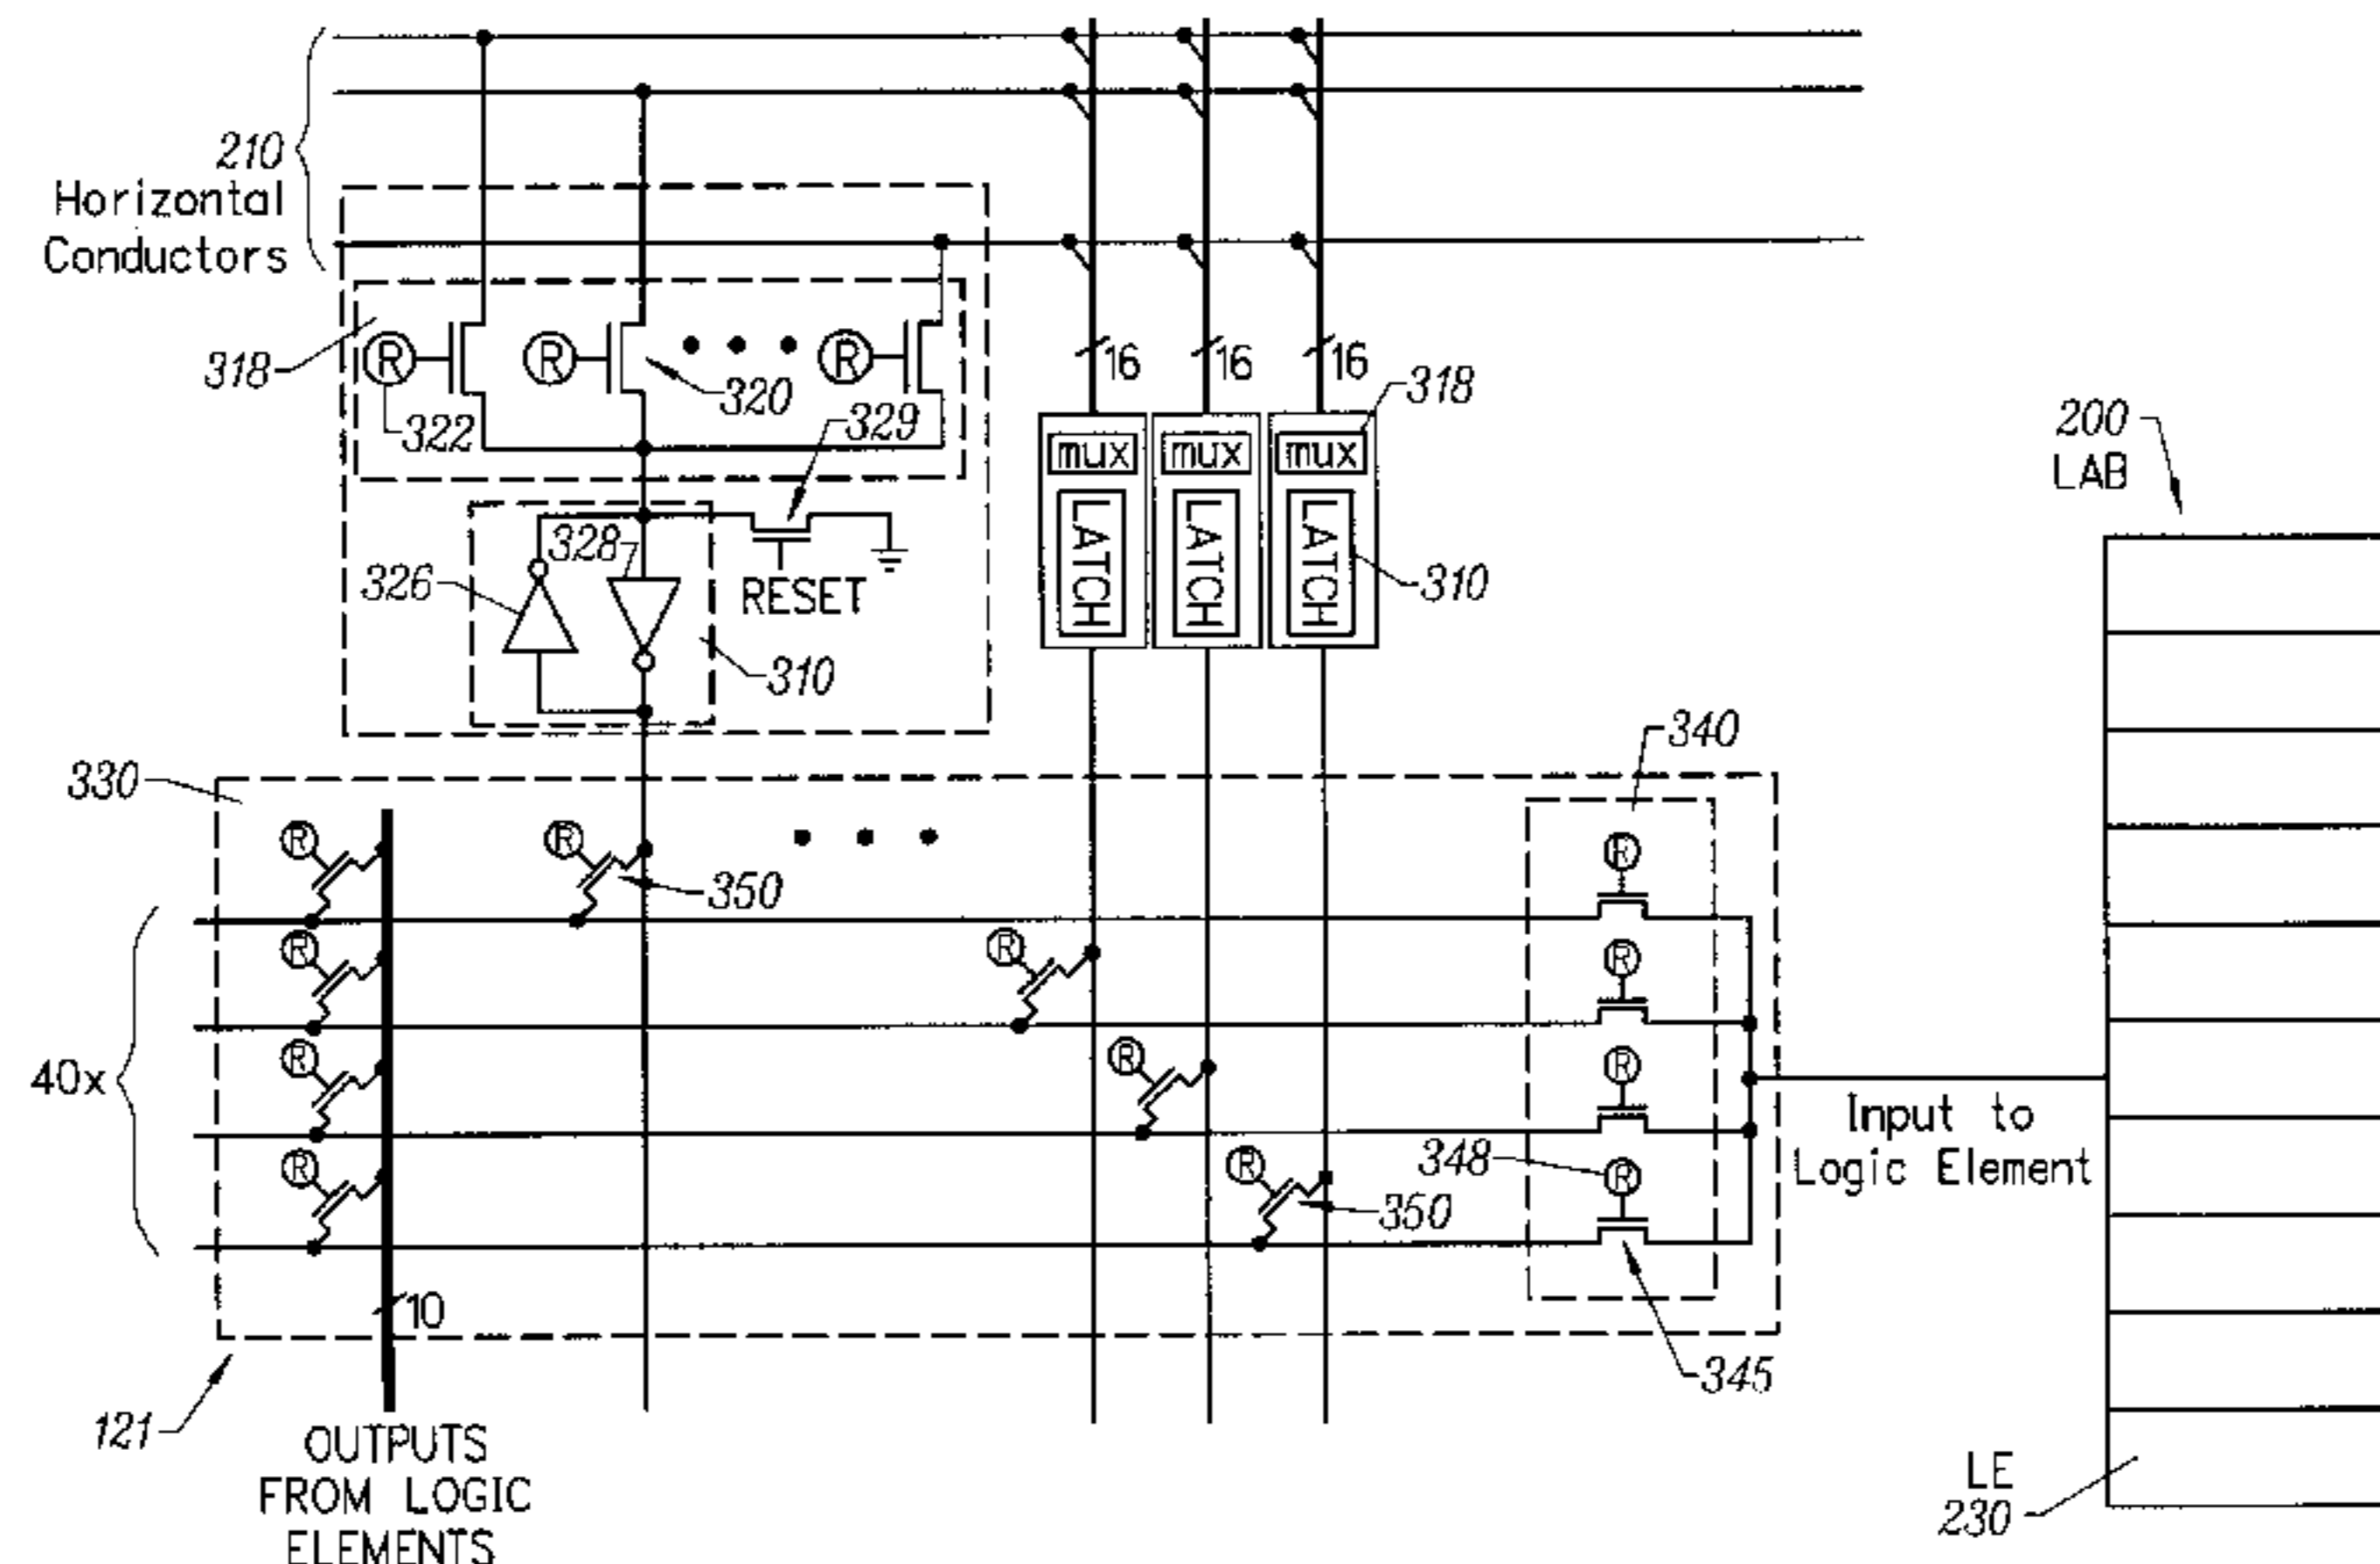 210
Horizontal
Conductors
318
R
R
R
322
320
329
16
16
16
318
mux
mux
mux
LATCH
LATCH
LATCH
310
326
328
RESET
310
200
LAB
330
340
R
R
350
R
R
R
R
R
R
40x
R
R
348
R
R
350
Input to
Logic Element
10
345
121
OUTPUTS
FROM LOGIC
ELEMENTS
LE
230